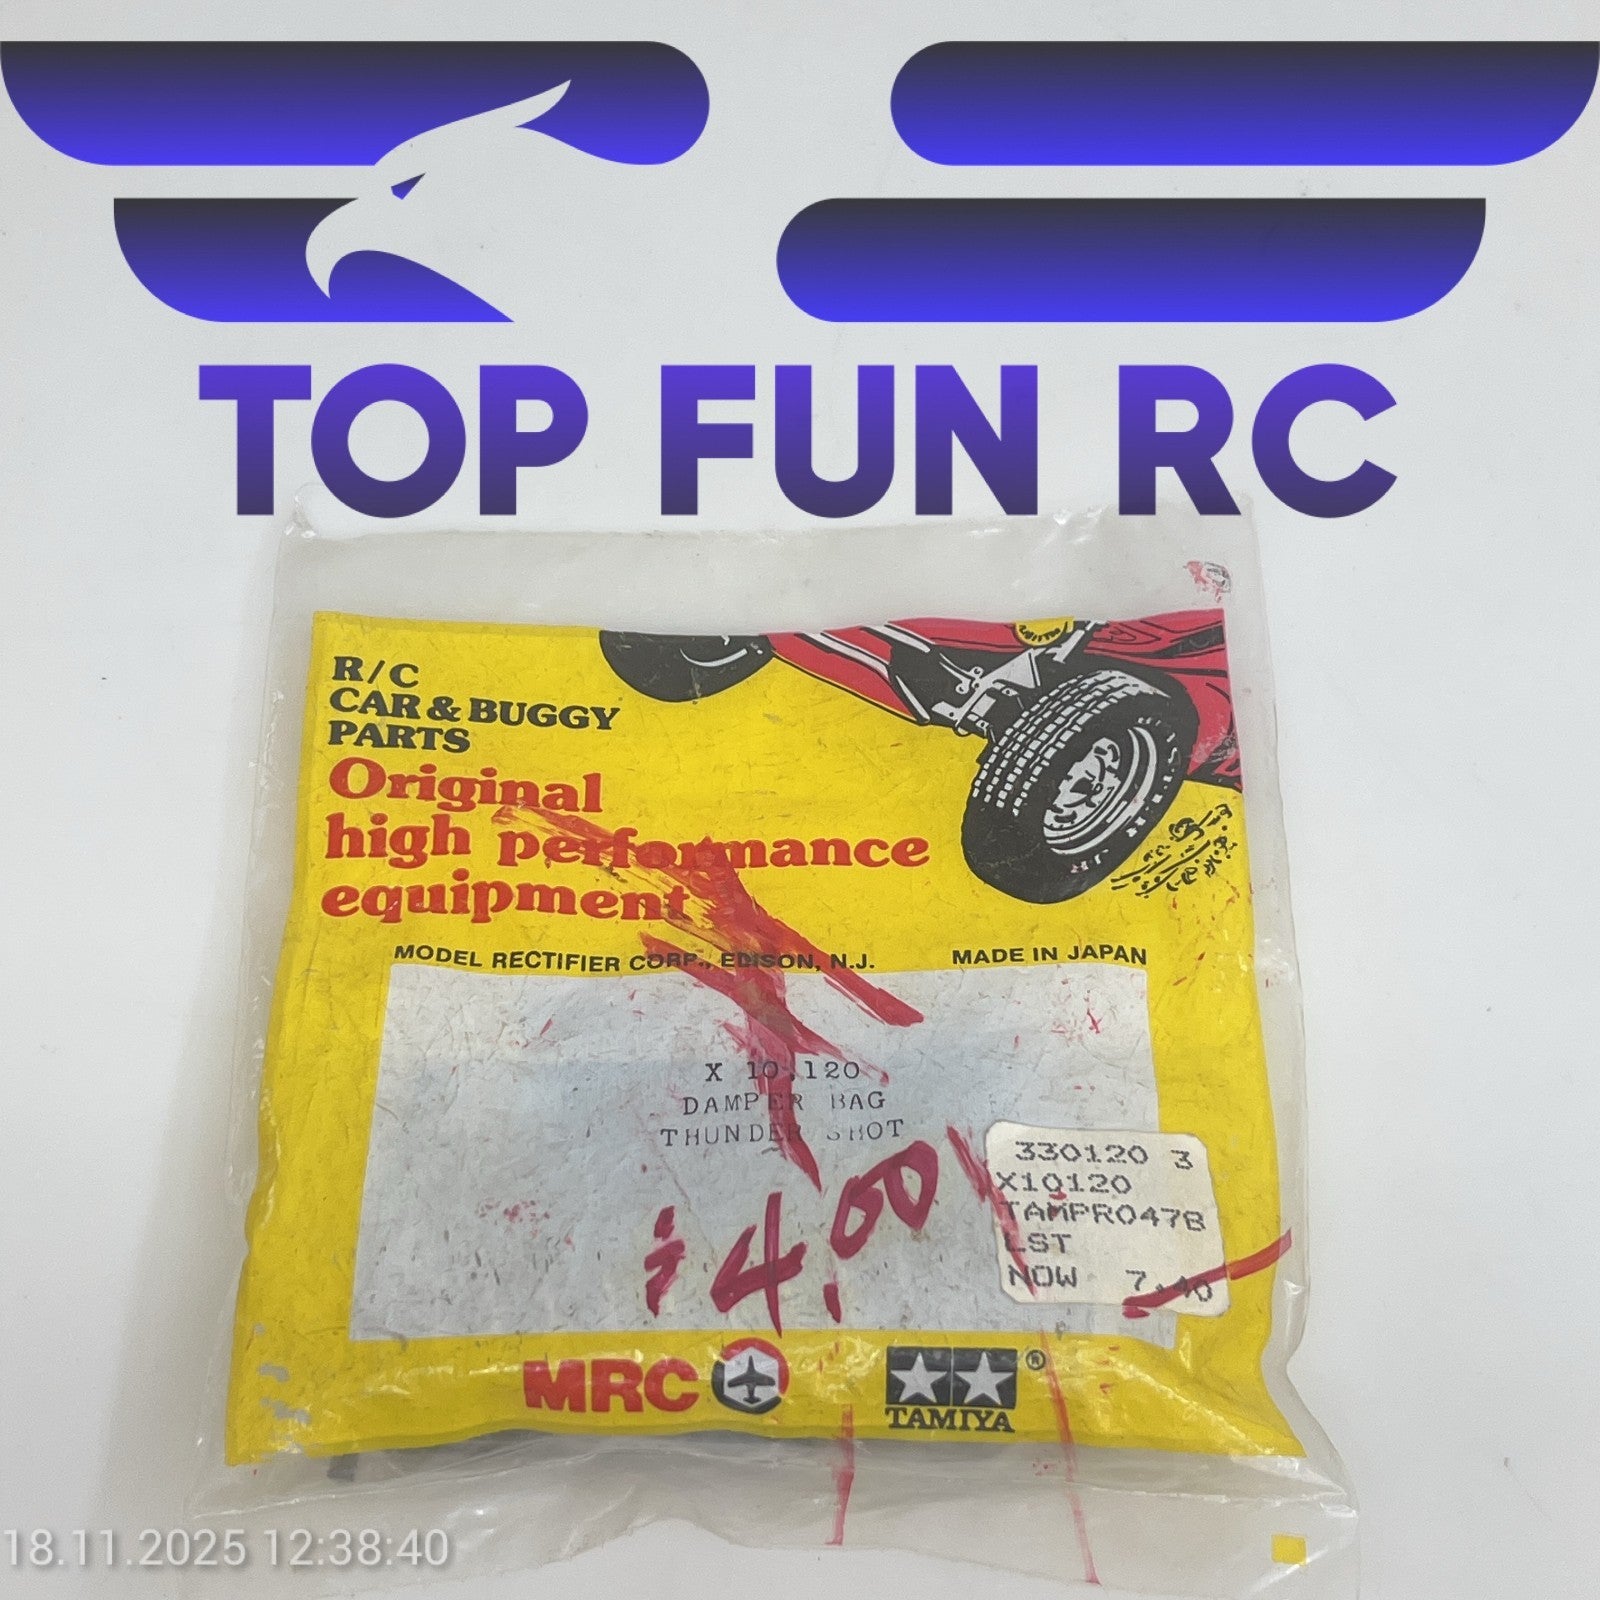 TOP FUN RC
R/C
CAR & BUGGY
PARTS
Original
high performance
equipment
MODEL RECTIFIER CORP., EDISON, N.J. MADE IN JAPAN
X 10,120
DAMPER BAG
THUNDER SHOT
$4.00
330120 3
X10120
TAMPR047B
LST
NOW 7.40
MRC
TAMIYA®
18.11.2025 12:38:40